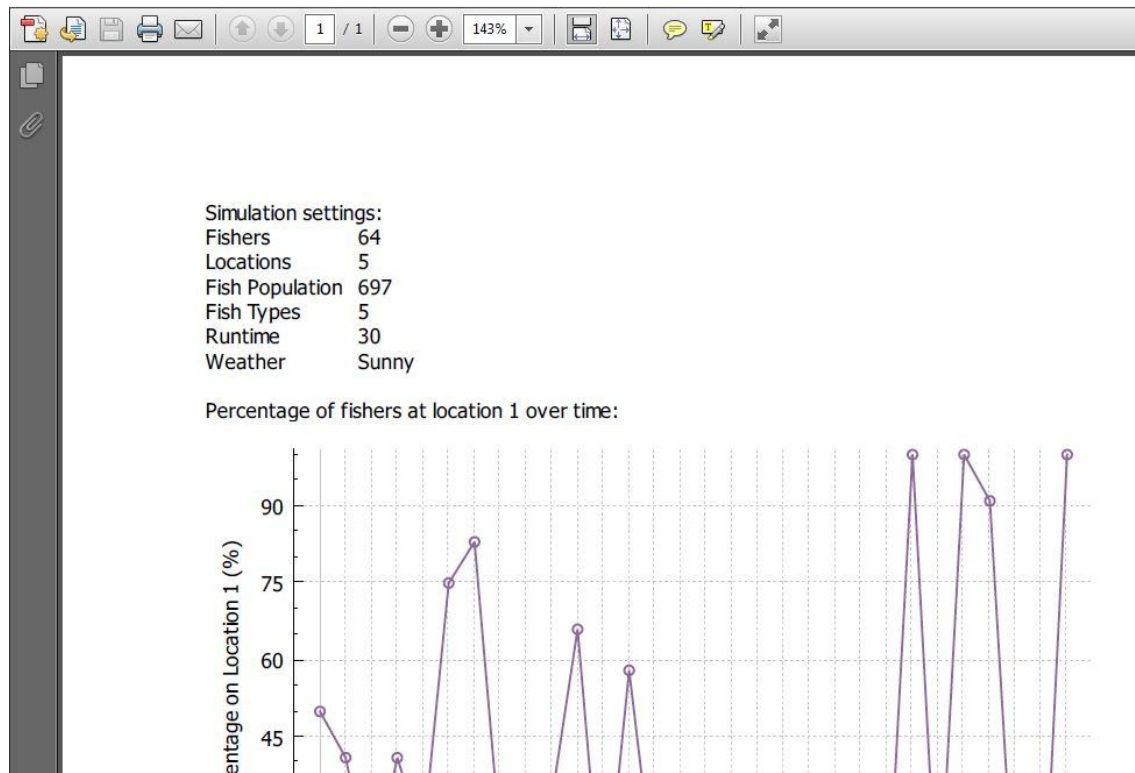 1 / 1 143%
Simulation settings:
Fishers 64
Locations 5
Fish Population 697
Fish Types 5
Runtime 30
Weather Sunny
Percentage of fishers at location 1 over time:
90
75
60
45
entage on Location 1 (%)